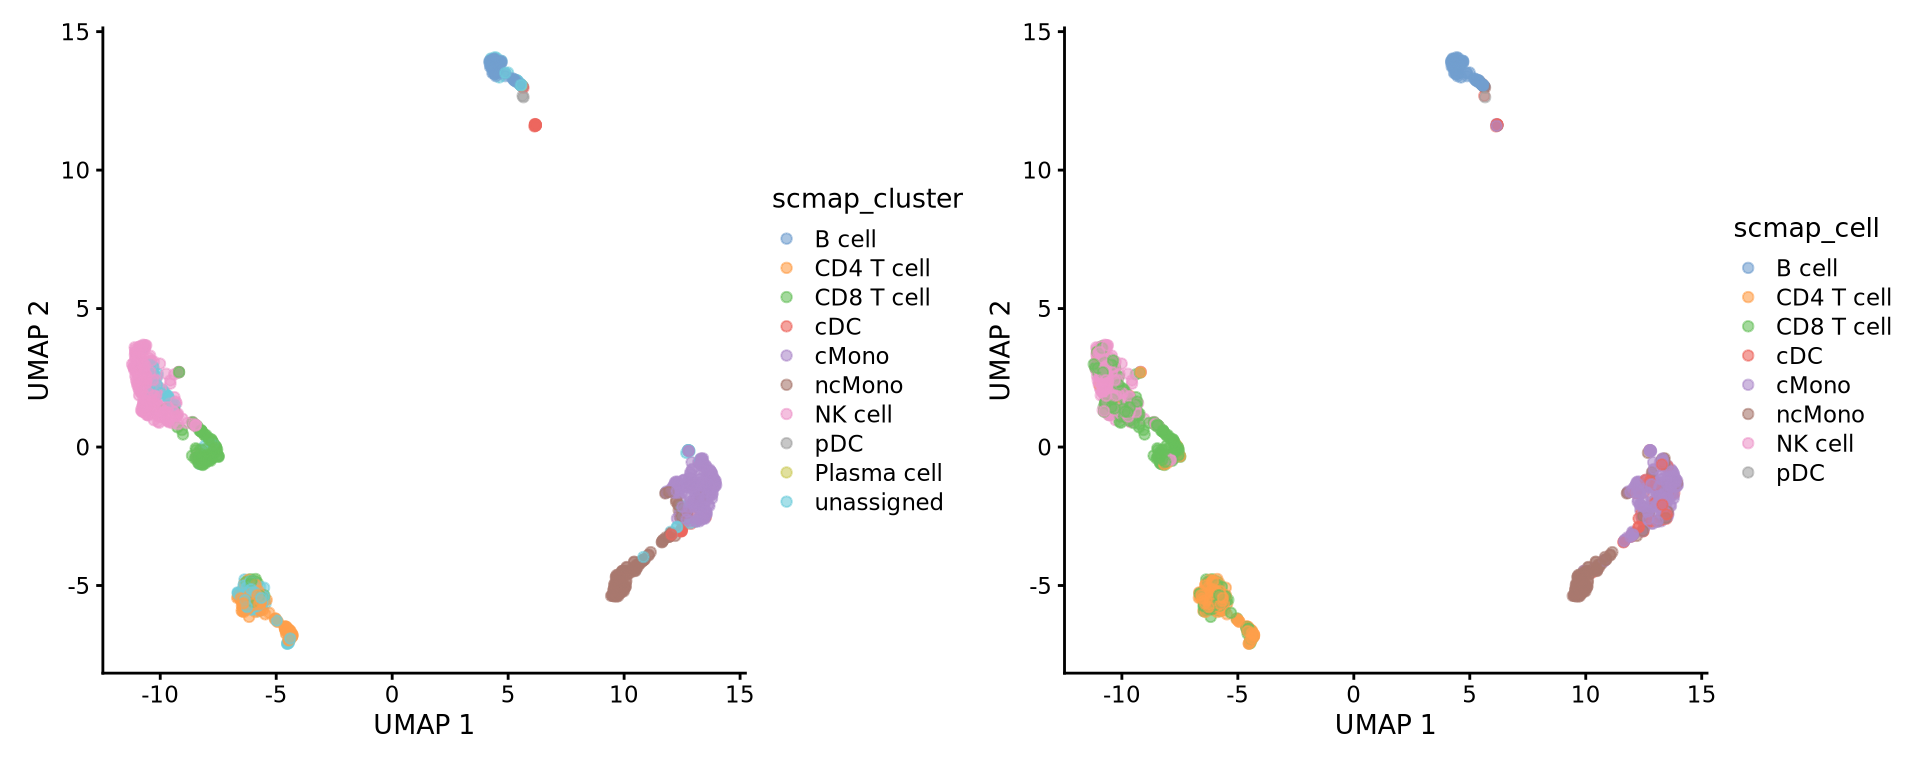 15
10
5
0
-5
UMAP 2
-10 -5 0 5 10 15
UMAP 1
scmap_cluster
B cell
CD4 T cell
CD8 T cell
cDC
cMono
ncMono
NK cell
pDC
Plasma cell
unassigned
15
10
5
0
-5
UMAP 2
-10 -5 0 5 10 15
UMAP 1
scmap_cell
B cell
CD4 T cell
CD8 T cell
cDC
cMono
ncMono
NK cell
pDC